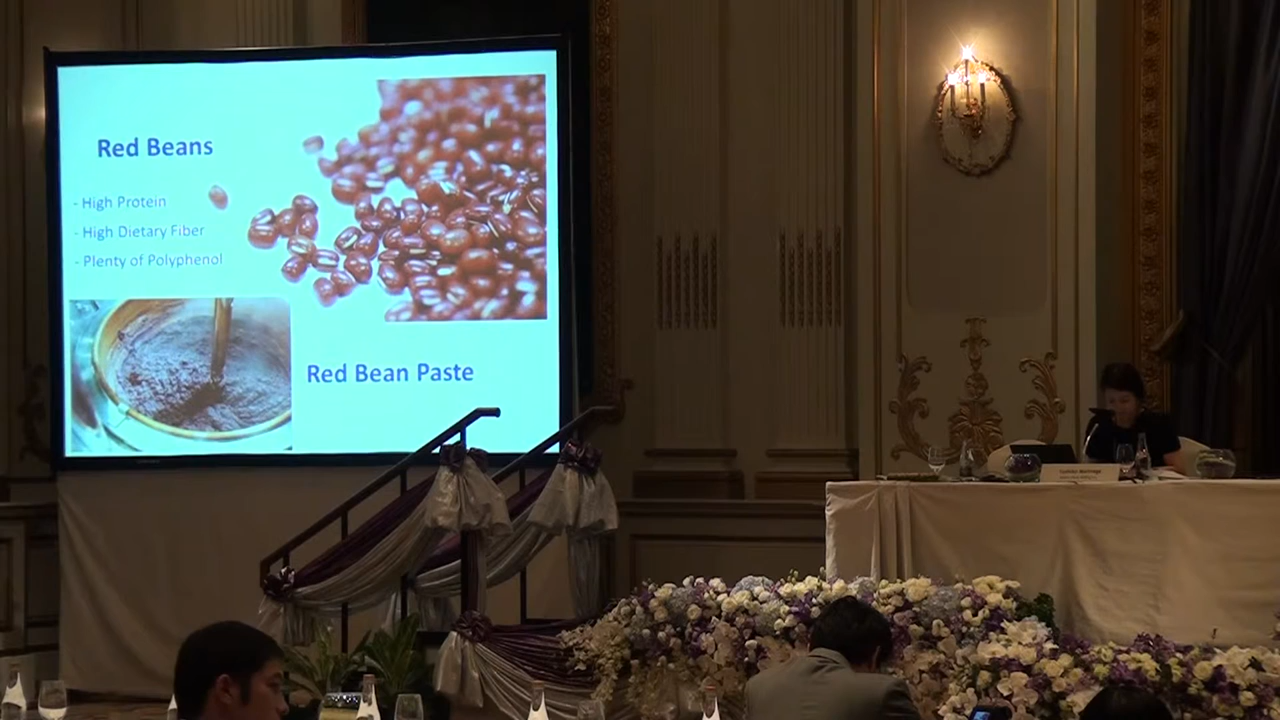 Red Beans
- High Protein
- High Dietary Fiber
- Plenty of Polyphenol
Red Bean Paste